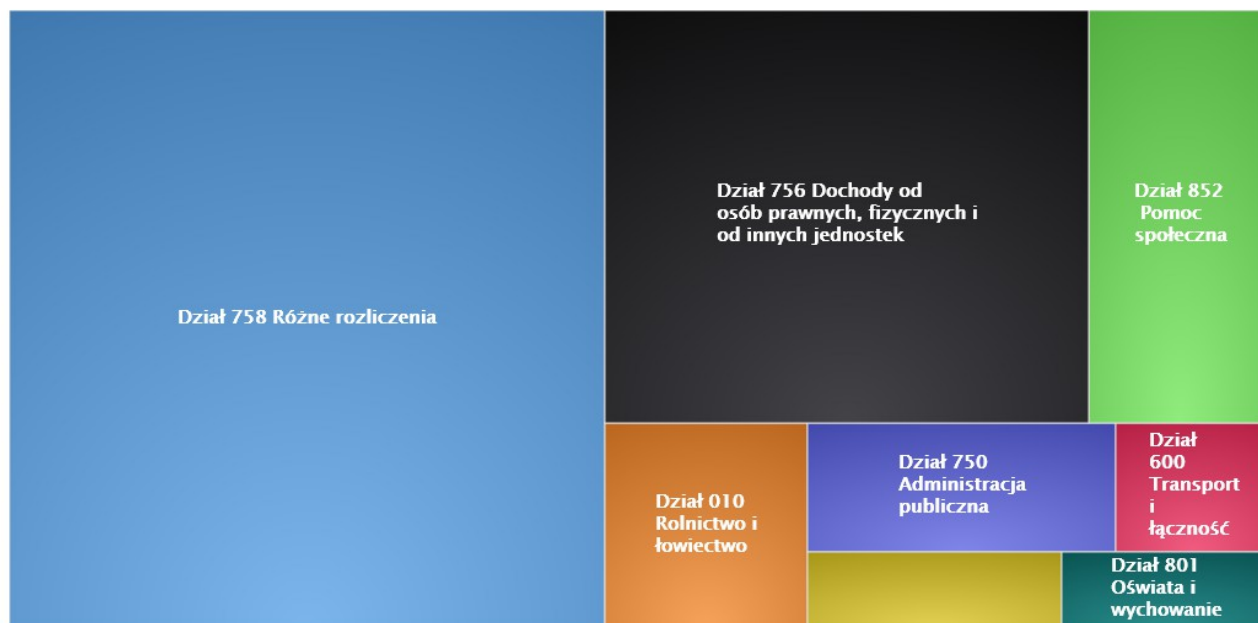 Dział 758 Różne rozliczenia
Dział 756 Dochody od
osób prawnych, fizycznych i
od innych jednostek
Dział 852
Pomoc
społeczna
Dział 010
Rolnictwo i
łowiectwo
Dział 750
Administracja
publiczna
Dział
600
Transport
i
łączność
Dział 801
Oświata i
wychowanie